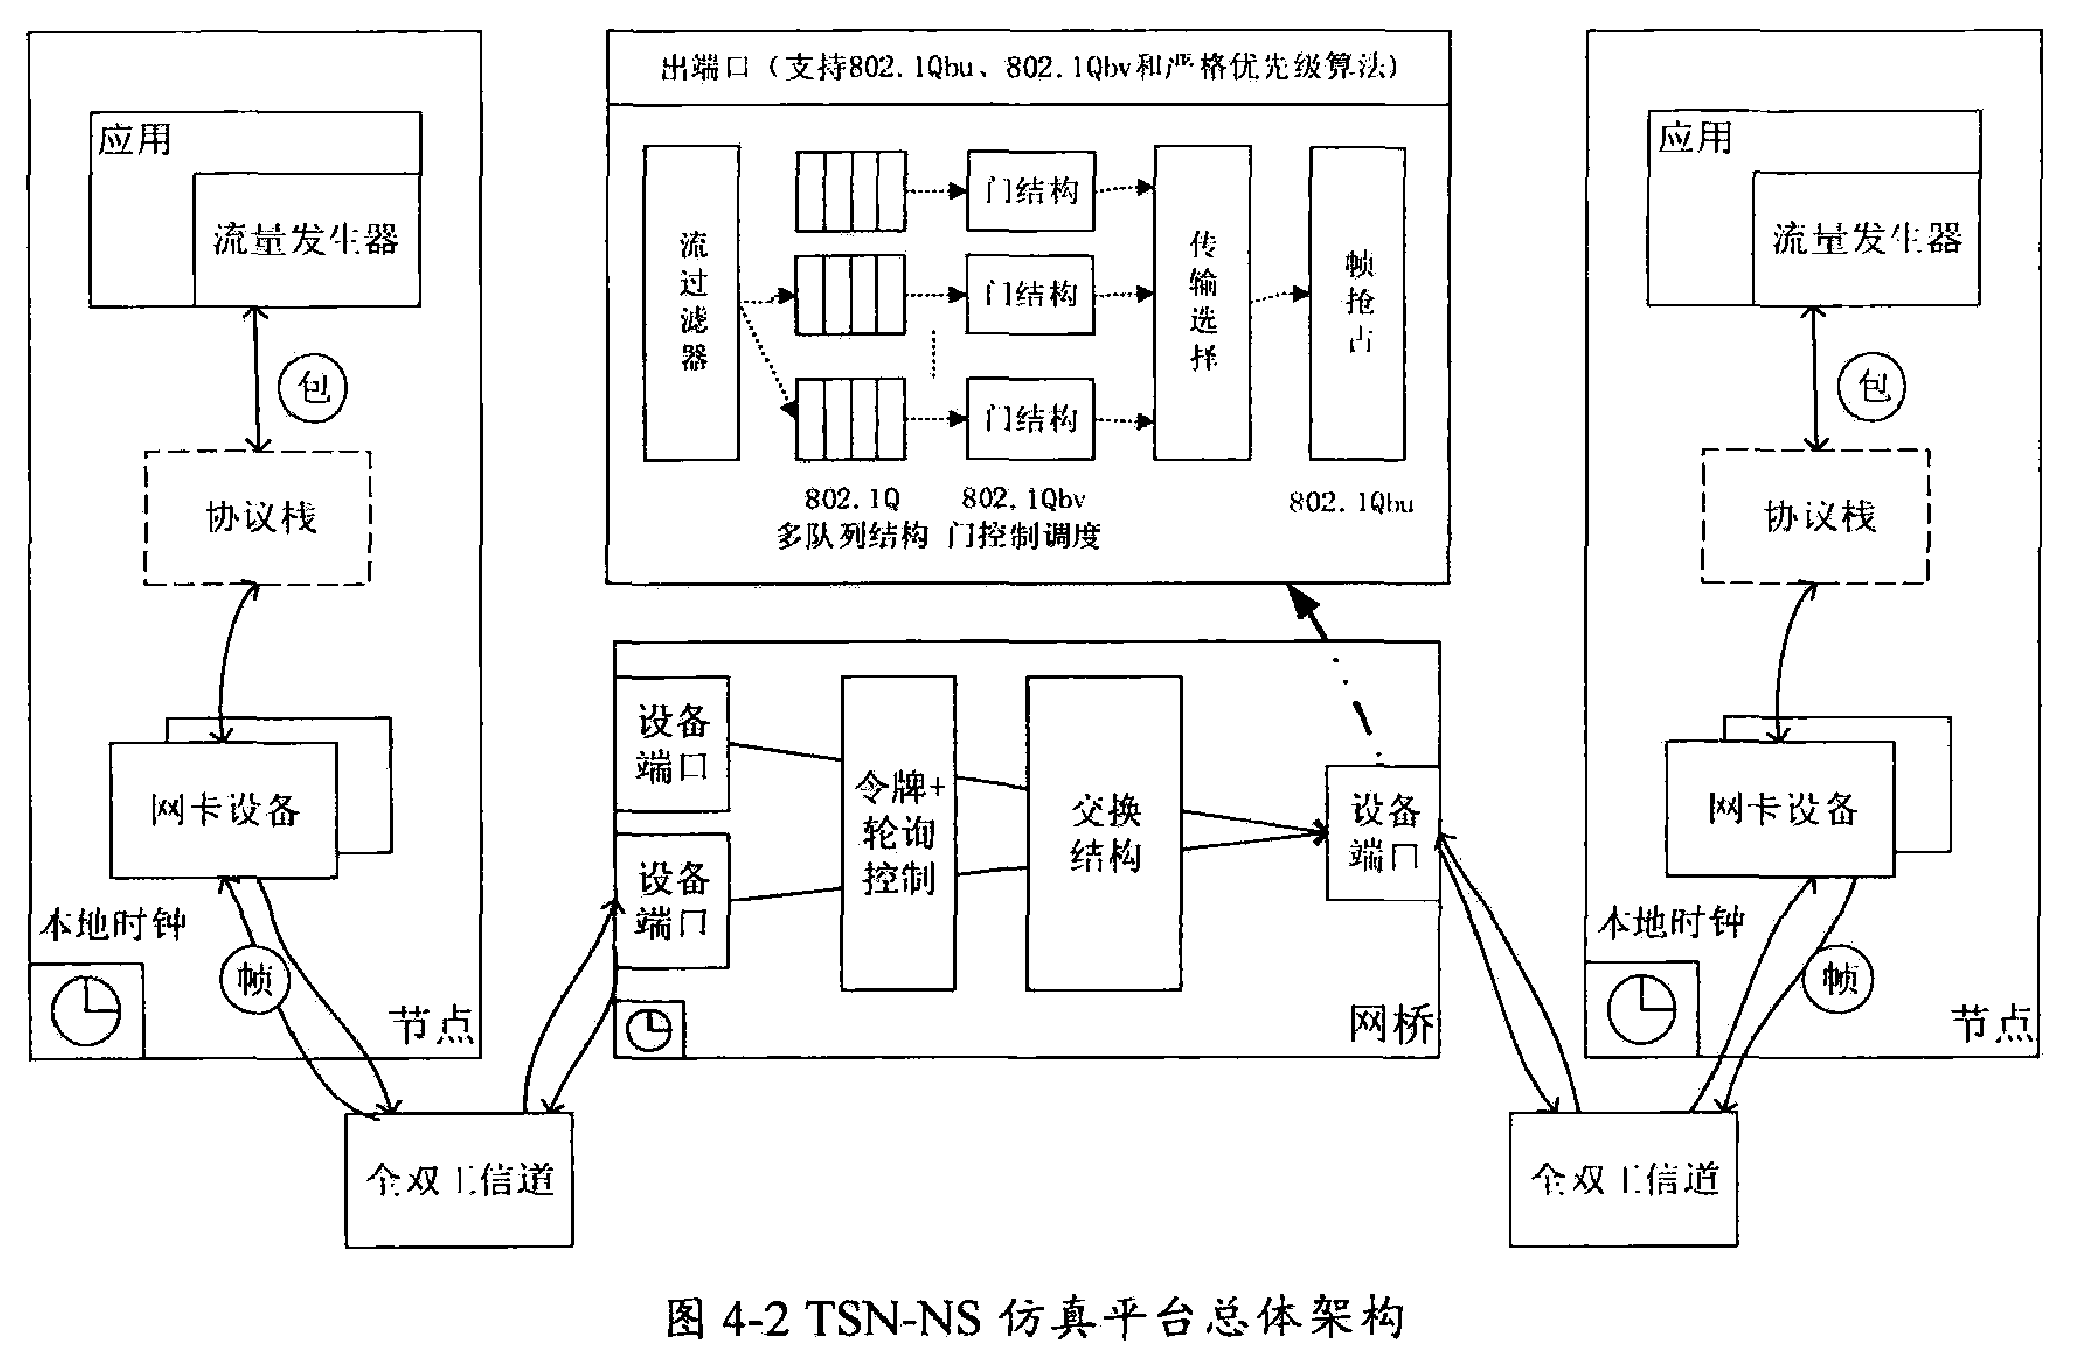 应用
流量发生器
包
协议栈
网卡设备
本地时钟
帧
节点
全双工信道
出端口（支持802.1Qbu、802.1Qbv和严格优先级算法）
流过滤器
门结构
门结构
门结构
传输选择
帧抢占
802.1Q
多队列结构
802.1Qbv
门控制调度
802.1Qbu
设备
端口
设备
端口
令牌+
轮询
控制
交换
结构
设备
端口
网桥
应用
流量发生器
包
协议栈
网卡设备
本地时钟
帧
节点
全双工信道
图 4-2 TSN-NS 仿真平台总体架构